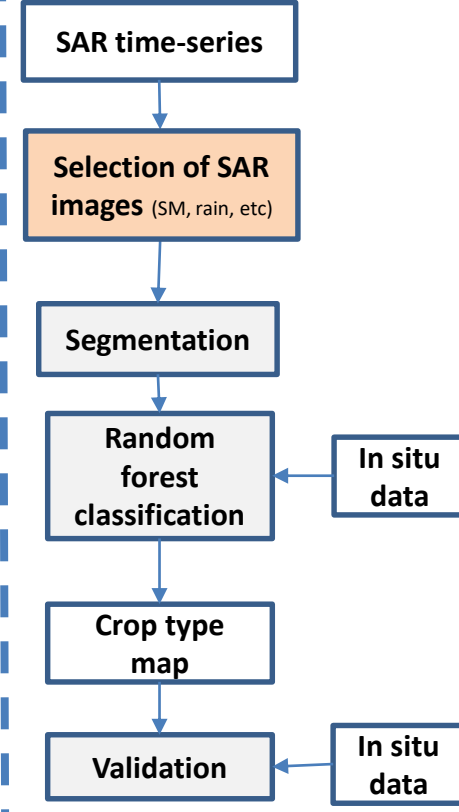 SAR time-series
Selection of SAR
images (SM, rain, etc)
Segmentation
Random
forest
classification
In situ
data
Crop type
map
Validation
In situ
data